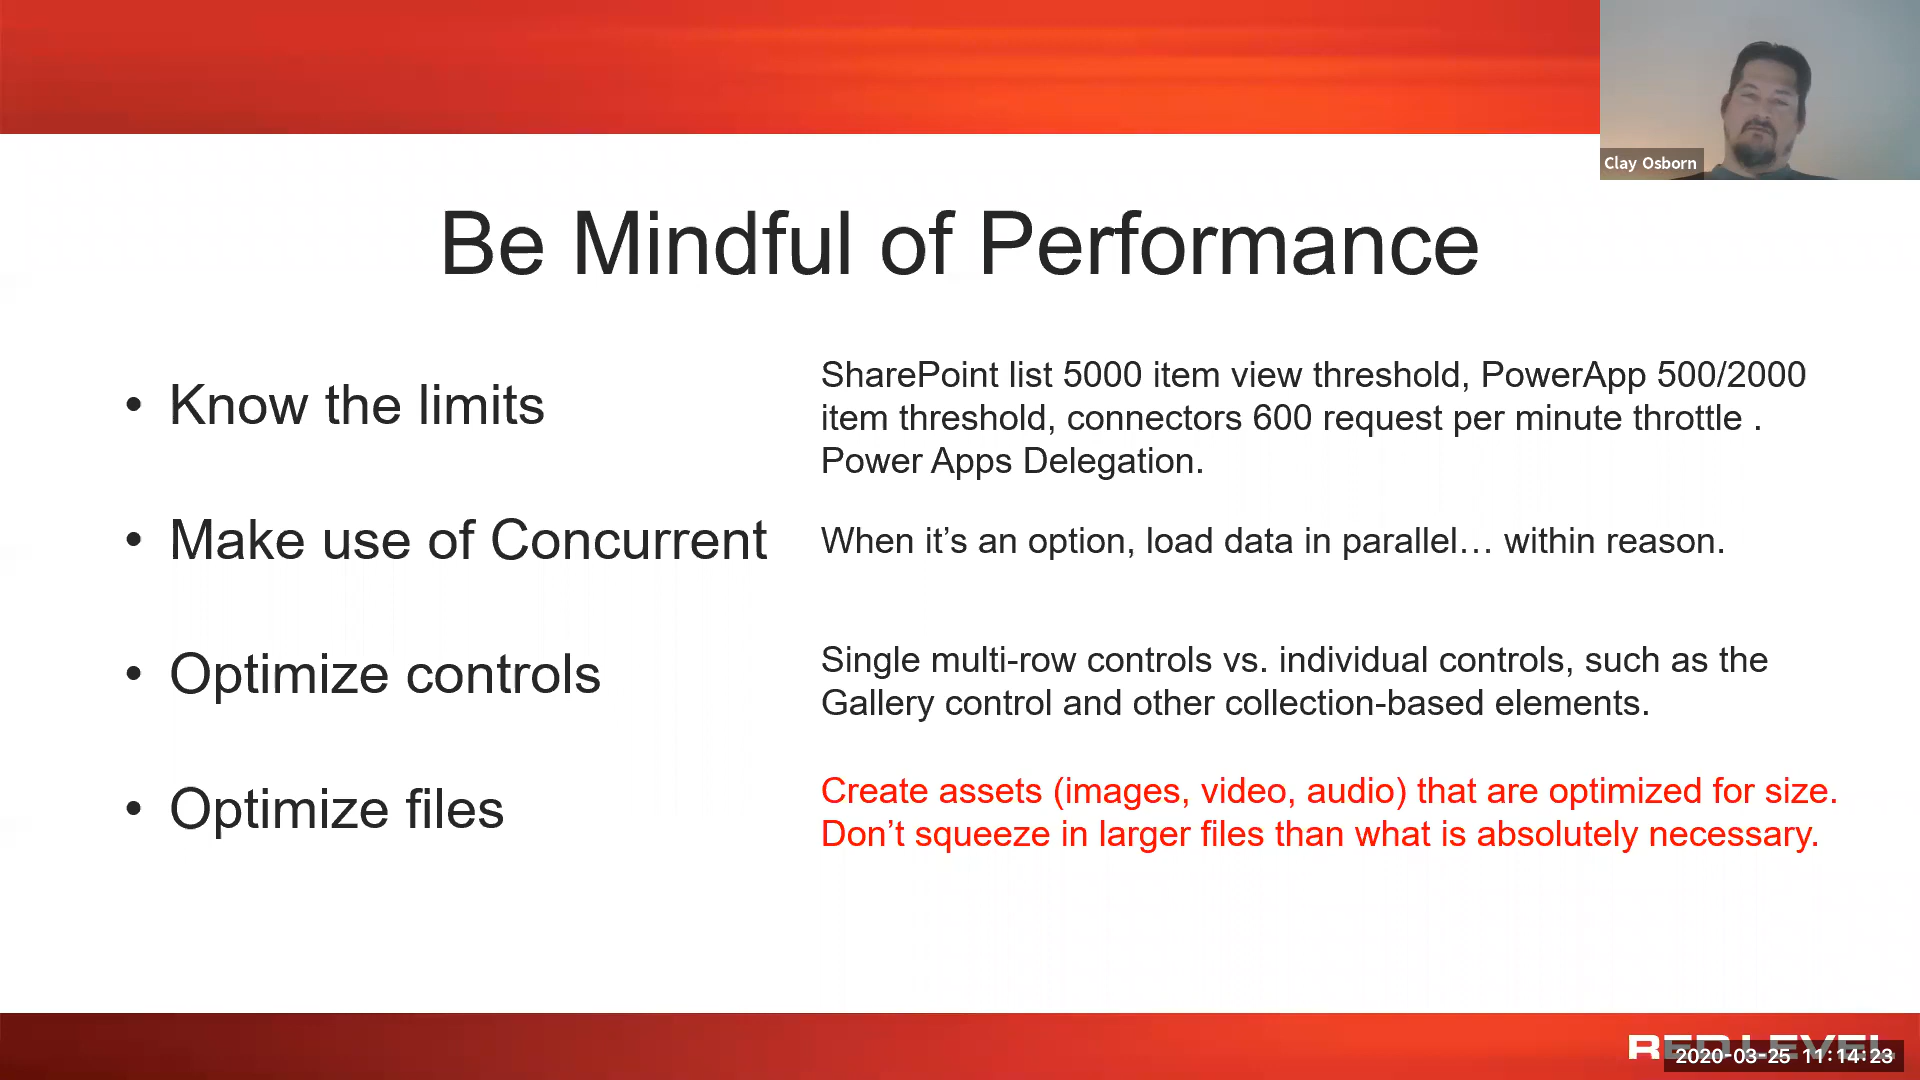 Clay Osborn
Be Mindful of Performance
• Know the limits
SharePoint list 5000 item view threshold, PowerApp 500/2000
item threshold, connectors 600 request per minute throttle .
Power Apps Delegation.
• Make use of Concurrent
When it’s an option, load data in parallel… within reason.
• Optimize controls
Single multi-row controls vs. individual controls, such as the
Gallery control and other collection-based elements.
• Optimize files
Create assets (images, video, audio) that are optimized for size.
Don’t squeeze in larger files than what is absolutely necessary.
RED LEVEL
2020-03-25 11:14:23